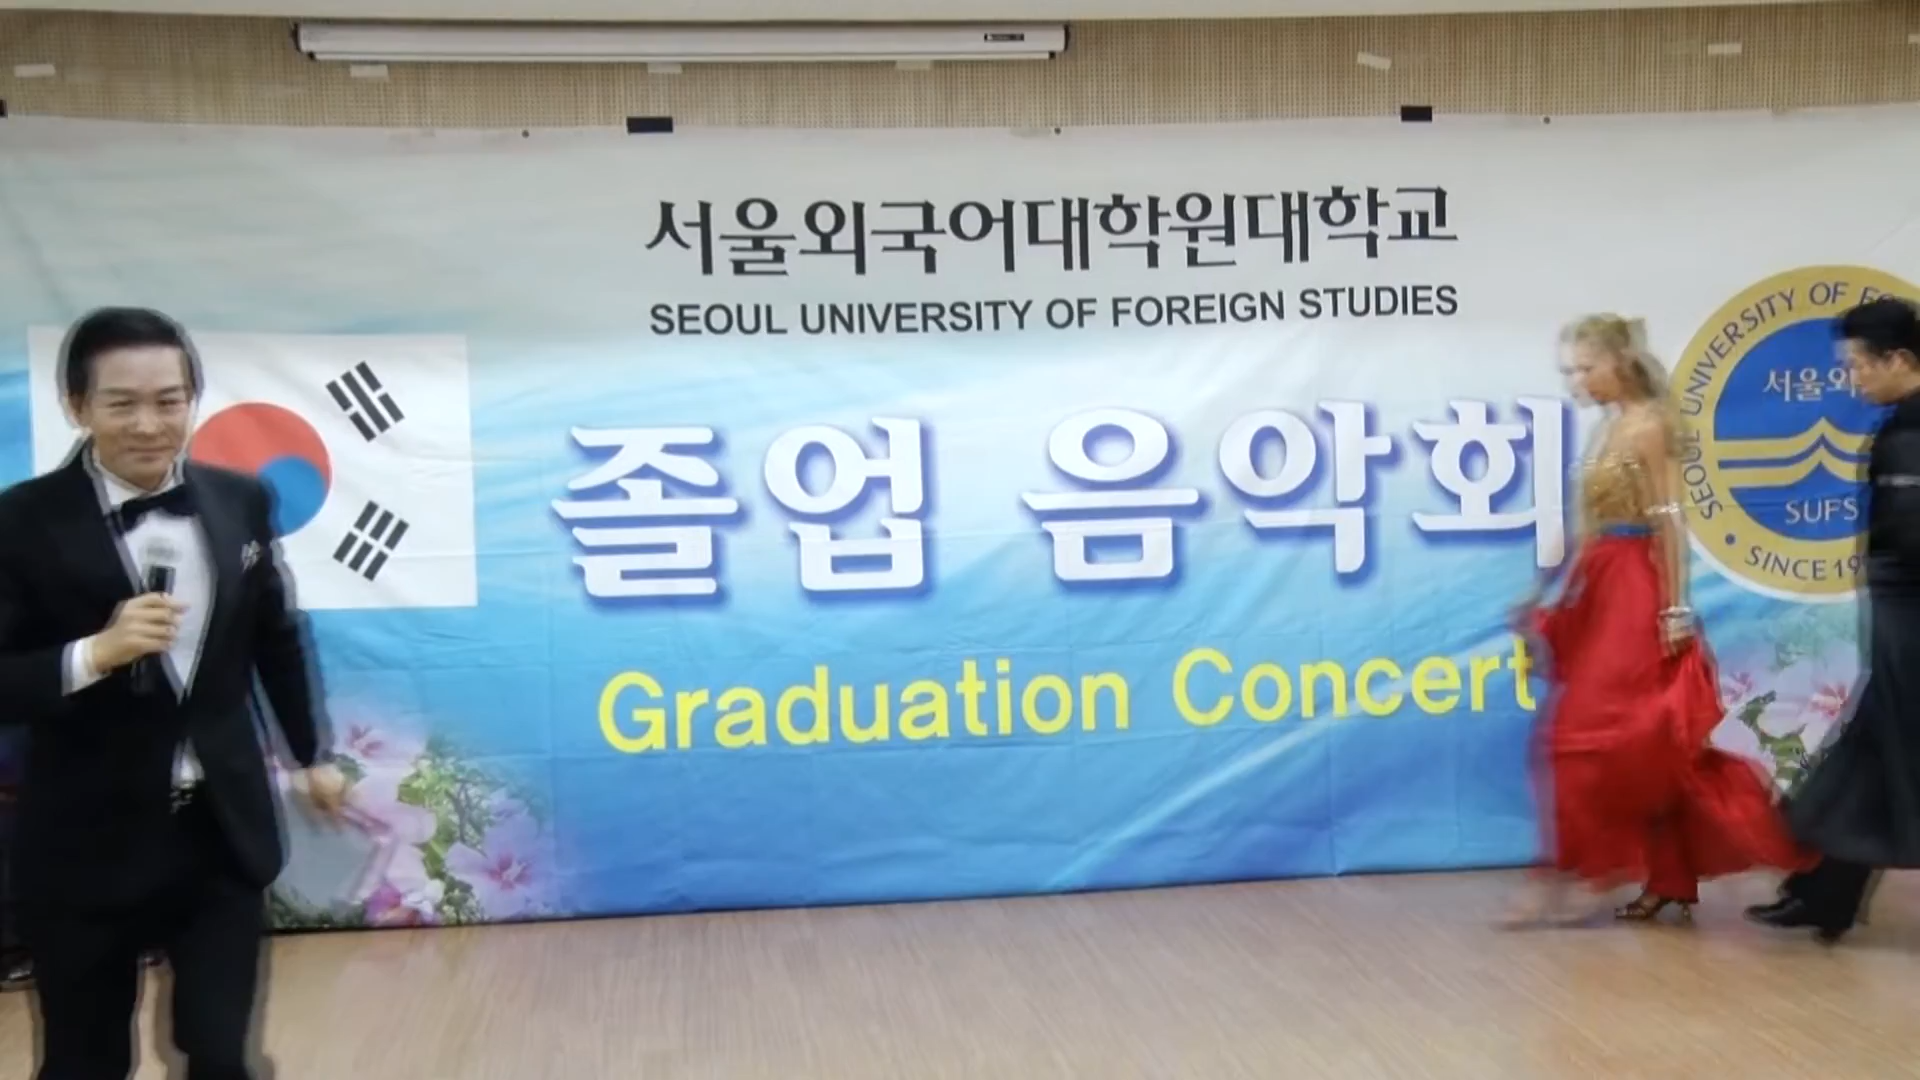 서울외국어대학원대학교
SEOUL UNIVERSITY OF FOREIGN STUDIES
졸업 음악회
Graduation Concert
SEOUL UNIVERSITY OF
서울외
SUFS
SINCE 19